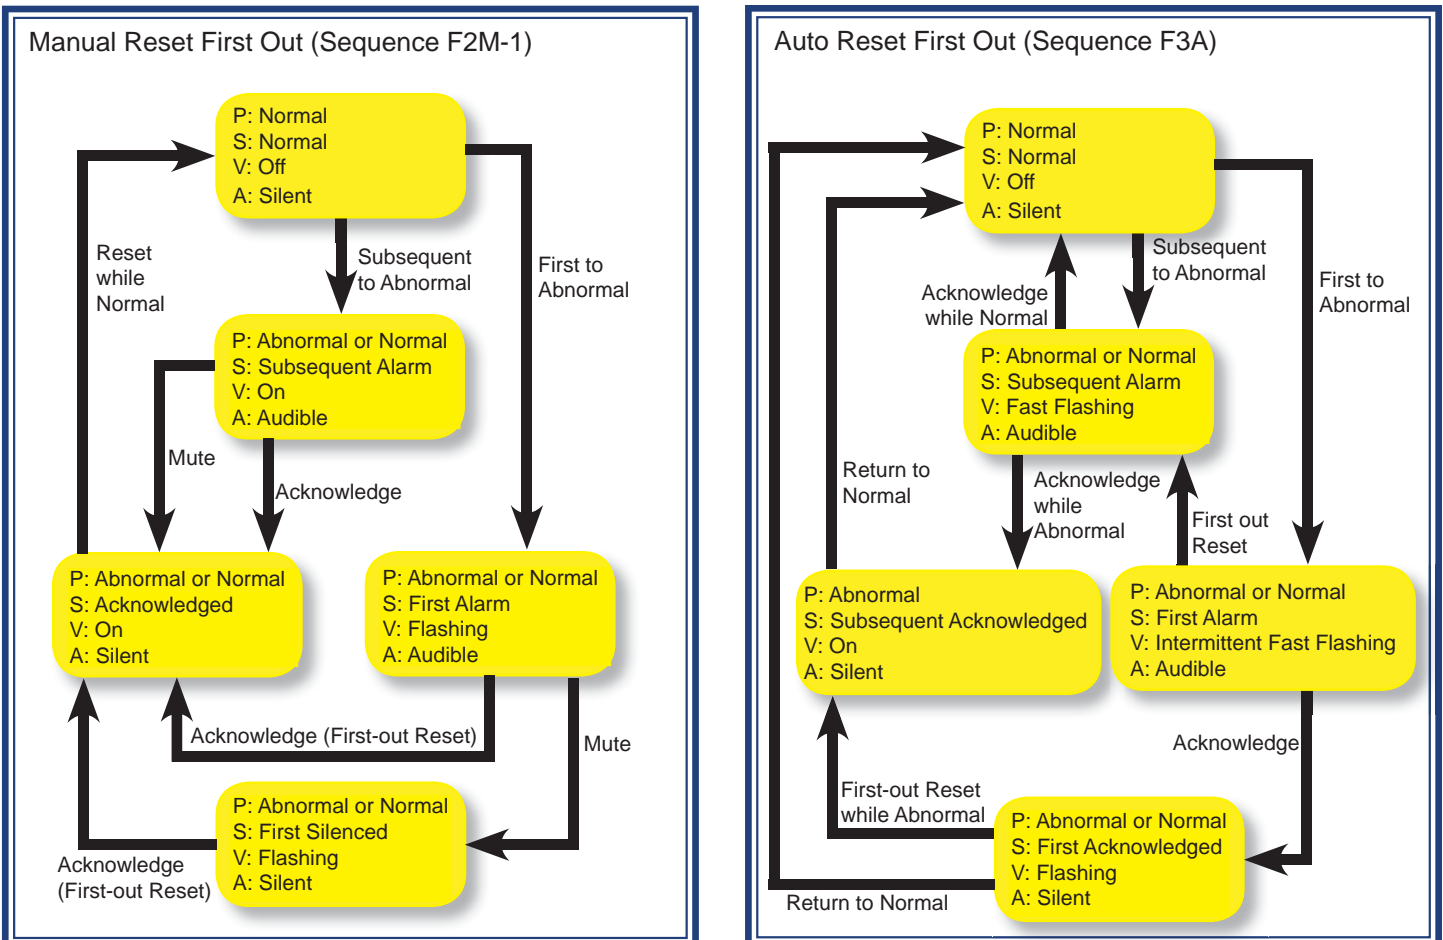 Manual Reset First Out (Sequence F2M-1)
P: Normal
S: Normal
V: Off
A: Silent
Reset
while
Normal
Subsequent
to Abnormal
First to
Abnormal
P: Abnormal or Normal
S: Subsequent Alarm
V: On
A: Audible
Mute
Acknowledge
P: Abnormal or Normal
S: Acknowledged
V: On
A: Silent
P: Abnormal or Normal
S: First Alarm
V: Flashing
A: Audible
Acknowledge (First-out Reset)
Mute
P: Abnormal or Normal
S: First Silenced
V: Flashing
A: Silent
Acknowledge
(First-out Reset)
Auto Reset First Out (Sequence F3A)
P: Normal
S: Normal
V: Off
A: Silent
Subsequent
to Abnormal
First to
Abnormal
Acknowledge
while Normal
P: Abnormal or Normal
S: Subsequent Alarm
V: Fast Flashing
A: Audible
Return to
Normal
Acknowledge
while
Abnormal
First out
Reset
P: Abnormal
S: Subsequent Acknowledged
V: On
A: Silent
P: Abnormal or Normal
S: First Alarm
V: Intermittent Fast Flashing
A: Audible
Acknowledge
First-out Reset
while Abnormal
P: Abnormal or Normal
S: First Acknowledged
V: Flashing
A: Silent
Return to Normal